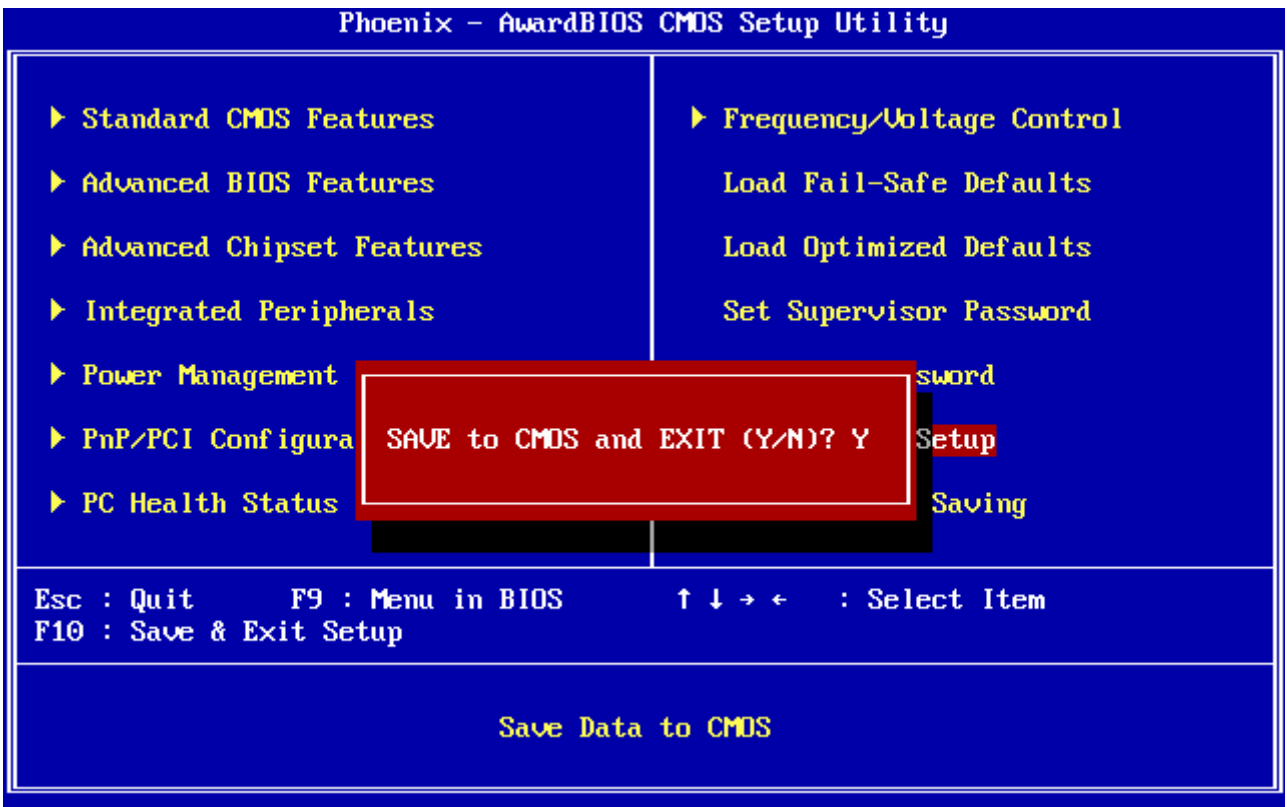 Phoenix - AwardBIOS CMOS Setup Utility
Standard CMOS Features
Advanced BIOS Features
Advanced Chipset Features
Integrated Peripherals
Power Management
PnP/PCI Configura
PC Health Status
Frequency/Voltage Control
Load Fail-Safe Defaults
Load Optimized Defaults
Set Supervisor Password
sword
Setup
Saving
SAVE to CMOS and EXIT (Y/N)? Y
Esc : Quit F9 : Menu in BIOS ↑ ↓ → ← : Select Item
F10 : Save & Exit Setup
Save Data to CMOS